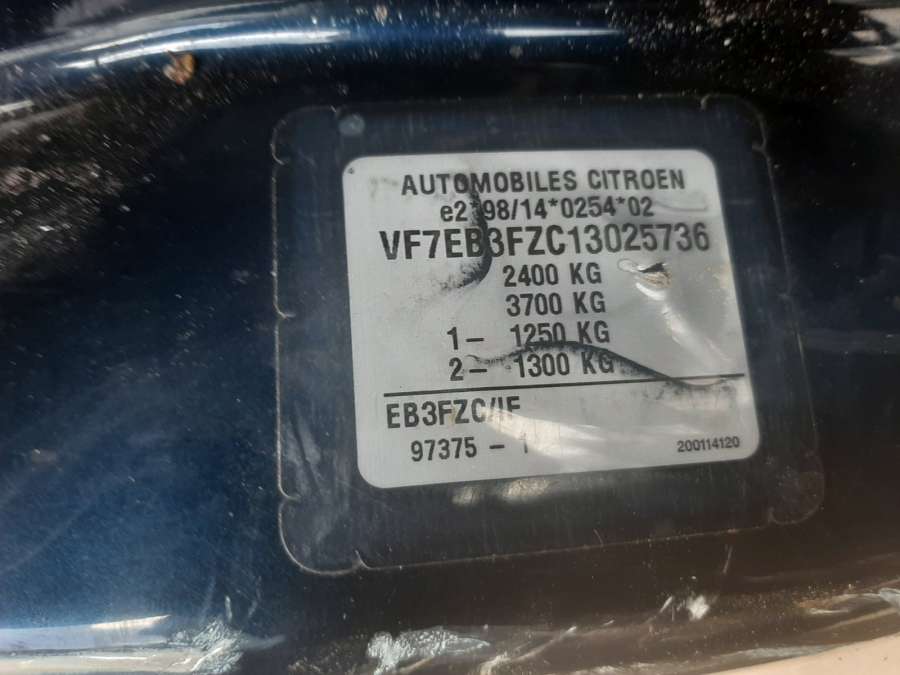 AUTOMOBILES CITROEN
e2*98/14*0254*02
VF7EB3FZC13025736
2400 KG
3700 KG
1- 1250 KG
2- 1300 KG
EB3FZC/IF
97375 - 1
200114120